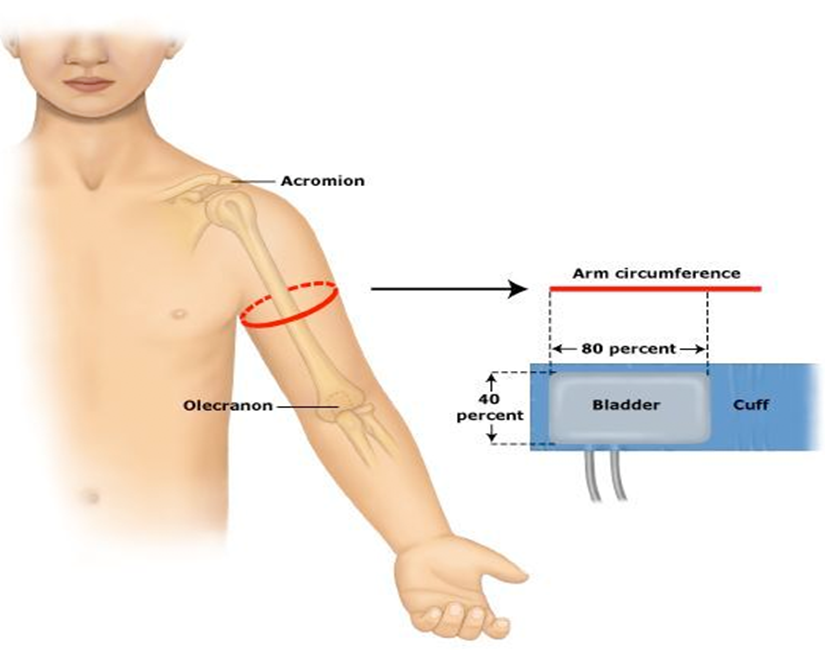 Acromion
Arm circumference
80 percent
40
percent
Bladder
Cuff
Olecranon